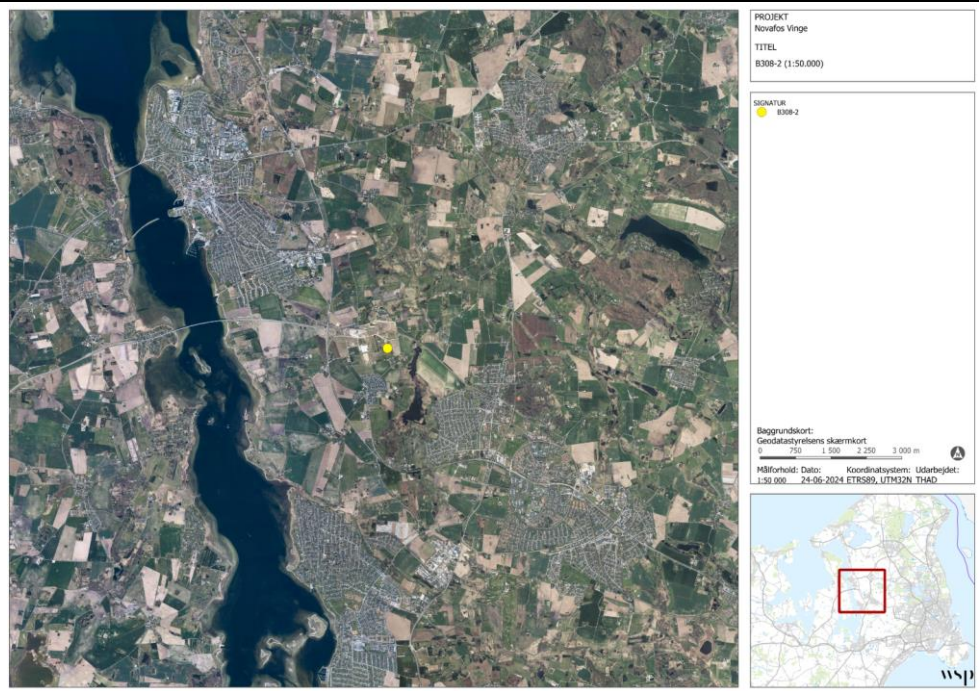 PROJEKT
Novafos Vinge
TITEL
B308-2 (1:50.000)
SIGNATUR
B308-2
Baggrundskort:
Geodatastyrelsens skærmkort
0 750 1 500 2 250 3 000 m
Målforhold: Dato: Koordinatsystem: Udarbejdet:
1:50 000 24-06-2024 ETRS89, UTM32N THAD
wsp